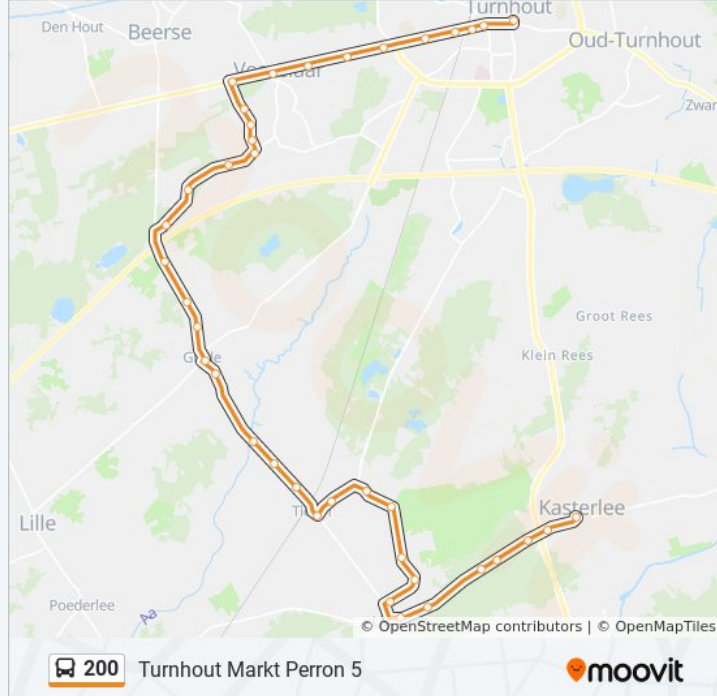 Turnhout
Den Hout
Beerse
Oud-Turnhout
Groot Rees
Klein Rees
Kasterlee
Lille
Poederlee
Aa
© OpenStreetMap contributors | © OpenMapTiles
200 Turnhout Markt Perron 5
moovit